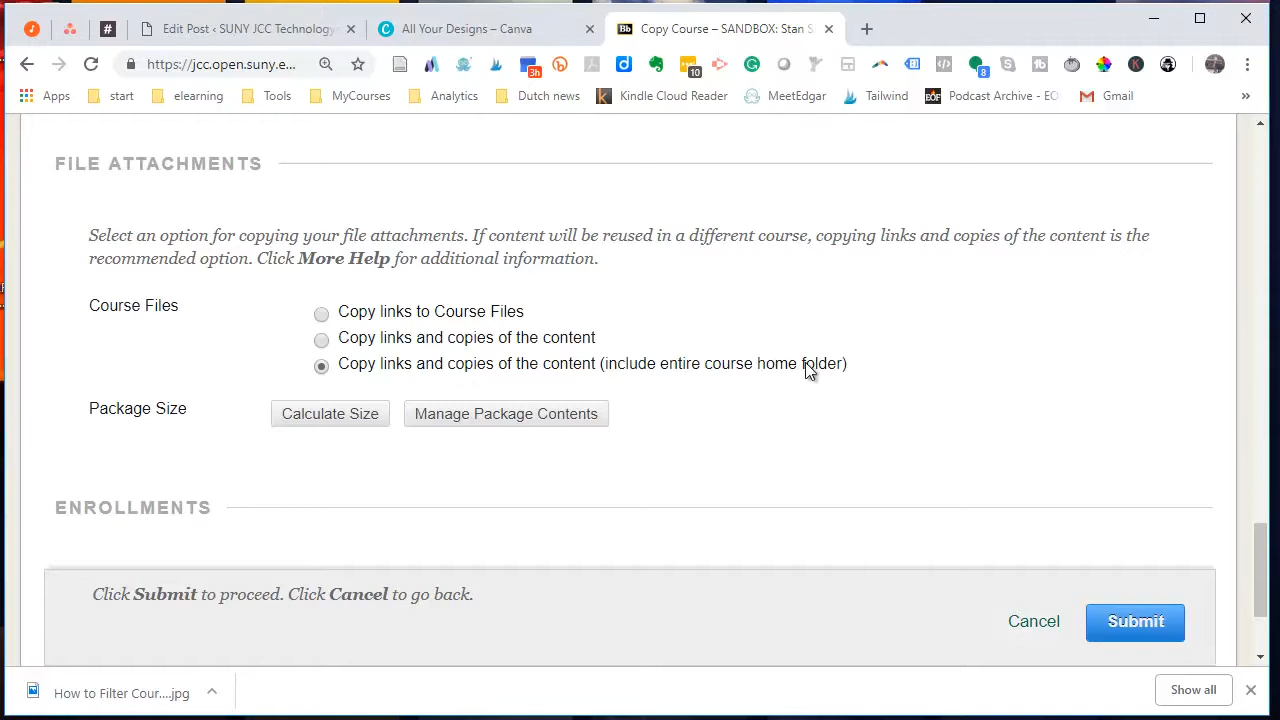 Edit Post ‹ SUNY JCC Technology
All Your Designs – Canva
Bb
Copy Course – SANDBOX: Stan S
https://jcc.open.suny.e...
3h
10
8
Apps
start
elearning
Tools
MyCourses
Analytics
Dutch news
Kindle Cloud Reader
MeetEdgar
Tailwind
EOF
Podcast Archive - EO
Gmail
»
FILE ATTACHMENTS
Select an option for copying your file attachments. If content will be reused in a different course, copying links and copies of the content is the
recommended option. Click More Help for additional information.
Course Files
Copy links to Course Files
Copy links and copies of the content
Copy links and copies of the content (include entire course home folder)
Package Size
Calculate Size
Manage Package Contents
ENROLLMENTS
Click Submit to proceed. Click Cancel to go back.
Cancel
Submit
How to Filter Cour....jpg
Show all